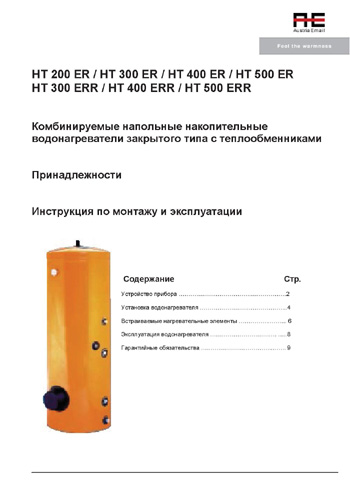 Austria Email
Feel the warmness
HT 200 ER / HT 300 ER / HT 400 ER / HT 500 ER
HT 300 ERR / HT 400 ERR / HT 500 ERR
Комбинируемые напольные накопительные
водонагреватели закрытого типа с теплообменниками
Принадлежности
Инструкция по монтажу и эксплуатации
Содержание Стр.
Устройство прибора ……………………………………………2
Установка водонагревателя …………………………………… 4
Встраиваемые нагревательные элементы …………………… 6
Эксплуатация водонагревателя ……………………………… 8
Гарантийные обязательства …………………………………… 9